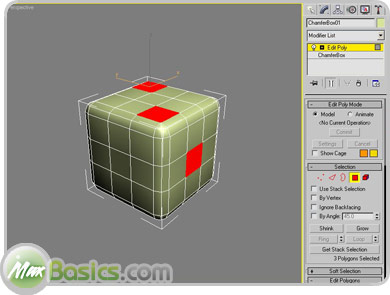 Perspective
ChamferBox01
Modifier List
Edit Poly
ChamferBox
Edit Poly Mode
Model Animate
<No Current Operation>
Commit
Settings Cancel
Show Cage
Selection
Use Stack Selection
By Vertex
Ignore Backfacing
By Angle: 45.0
Shrink Grow
Ring Loop
Get Stack Selection
3 Polygons Selected
Soft Selection
Edit Polygons
MaxBasics.com